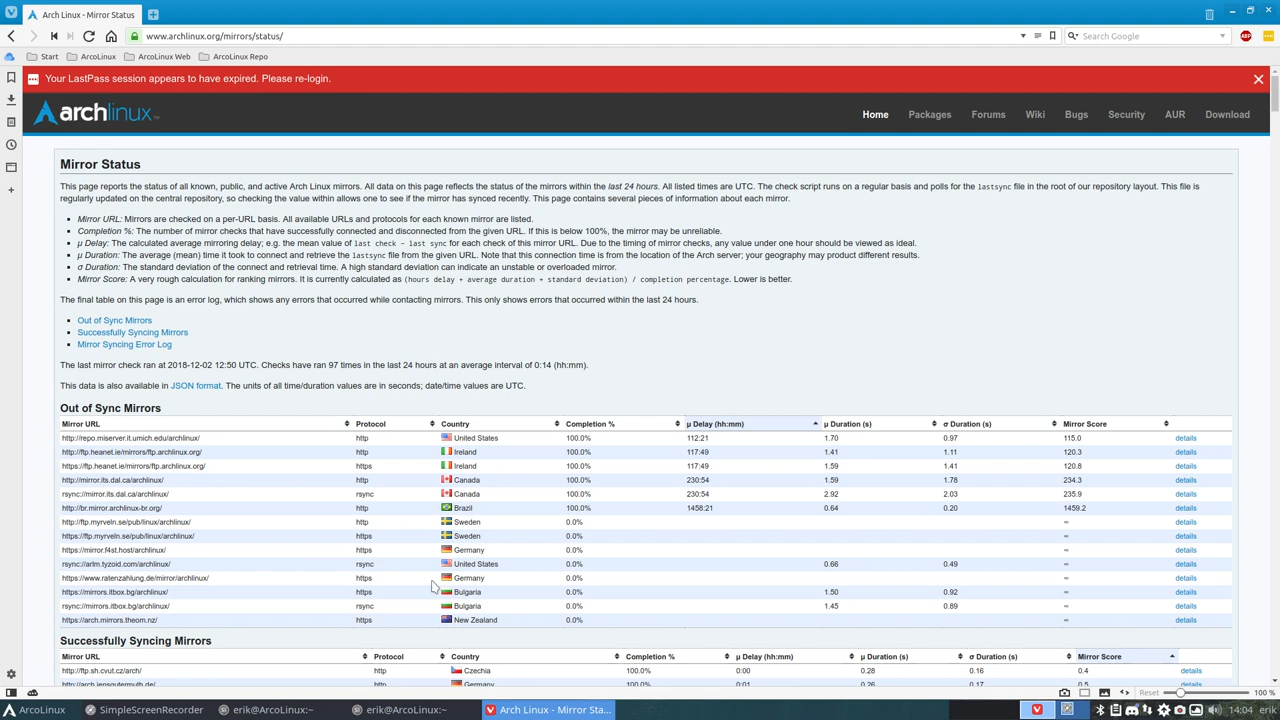 Arch Linux - Mirror Status
www.archlinux.org/mirrors/status/
Search Google
ABP
Start ArcoLinux ArcoLinux Web ArcoLinux Repo
Your LastPass session appears to have expired. Please re-login.
archlinux
Home Packages Forums Wiki Bugs Security AUR Download
Mirror Status
This page reports the status of all known, public, and active Arch Linux mirrors. All data on this page reflects the status of the mirrors within the last 24 hours. All listed times are UTC. The check script runs on a regular basis and polls for the lastsync file in the root of our repository layout. This file is
regularly updated on the central repository, so checking the value within allows one to see if the mirror has synced recently. This page contains several pieces of information about each mirror.
Mirror URL: Mirrors are checked on a per-URL basis. All available URLs and protocols for each known mirror are listed.
Completion %: The number of mirror checks that have successfully connected and disconnected from the given URL. If this is below 100%, the mirror may be unreliable.
μ Delay: The calculated average mirroring delay; e.g. the mean value of last check − last sync for each check of this mirror URL. Due to the timing of mirror checks, any value under one hour should be viewed as ideal.
μ Duration: The average (mean) time it took to connect and retrieve the lastsync file from the given URL. Note that this connection time is from the location of the Arch server; your geography may product different results.
σ Duration: The standard deviation of the connect and retrieval time. A high standard deviation can indicate an unstable or overloaded mirror.
Mirror Score: A very rough calculation for ranking mirrors. It is currently calculated as (hours delay + average duration + standard deviation) / completion percentage. Lower is better.
The final table on this page is an error log, which shows any errors that occurred while contacting mirrors. This only shows errors that occurred within the last 24 hours.
Out of Sync Mirrors
Successfully Syncing Mirrors
Mirror Syncing Error Log
The last mirror check ran at 2018-12-02 12:50 UTC. Checks have ran 97 times in the last 24 hours at an average interval of 0:14 (hh:mm).
This data is also available in JSON format. The units of all time/duration values are in seconds; date/time values are UTC.
Out of Sync Mirrors
Mirror URL Protocol Country Completion % μ Delay (hh:mm) μ Duration (s) σ Duration (s) Mirror Score
http://repo.miserver.it.umich.edu/archlinux/ http United States 100.0% 112:21 1.70 0.97 115.0 details
http://ftp.heanet.ie/mirrors/ftp.archlinux.org/ http Ireland 100.0% 117:49 1.41 1.11 120.3 details
https://ftp.heanet.ie/mirrors/ftp.archlinux.org/ https Ireland 100.0% 117:49 1.59 1.41 120.8 details
http://mirror.its.dal.ca/archlinux/ http Canada 100.0% 230:54 1.59 1.78 234.3 details
rsync://mirror.its.dal.ca/archlinux/ rsync Canada 100.0% 230:54 2.92 2.03 235.9 details
http://br.mirror.archlinux-br.org/ http Brazil 100.0% 1458:21 0.64 0.20 1459.2 details
http://ftp.myrveln.se/pub/linux/archlinux/ http Sweden 0.0% ∞ details
https://ftp.myrveln.se/pub/linux/archlinux/ https Sweden 0.0% ∞ details
https://mirror.f4st.host/archlinux/ https Germany 0.0% ∞ details
rsync://arlm.tyzoid.com/archlinux/ rsync United States 0.0% 0.66 0.49 ∞ details
https://www.ratenzahlung.de/mirror/archlinux/ https Germany 0.0% ∞ details
https://mirrors.itbox.bg/archlinux/ https Bulgaria 0.0% 1.50 0.92 ∞ details
rsync://mirrors.itbox.bg/archlinux/ rsync Bulgaria 0.0% 1.45 0.89 ∞ details
https://arch.mirrors.theom.nz/ https New Zealand 0.0% ∞ details
Successfully Syncing Mirrors
Mirror URL Protocol Country Completion % μ Delay (hh:mm) μ Duration (s) σ Duration (s) Mirror Score
http://ftp.sh.cvut.cz/arch/ http Czechia 100.0% 0:00 0.28 0.16 0.4 details
http://arch.jensgutermuth.de/ http Germany 100.0% 0:01 0.26 0.17 0.5 details
Reset 100 %
ArcoLinux SimpleScreenRecorder erik@ArcoLinux:~ erik@ArcoLinux:~ Arch Linux - Mirror Sta... 14:04 erik